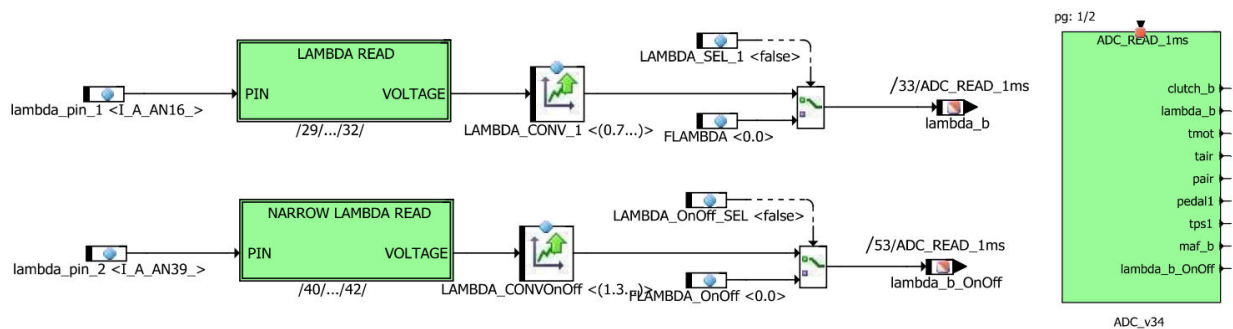 LAMBDA READ
PIN
VOLTAGE
lambda_pin_1 <I_A_AN16_>
/29/.../32/
LAMBDA_CONV_1 <(0.7...)>
LAMBDA_SEL_1 <false>
FLAMBDA <0.0>
/33/ADC_READ_1ms
lambda_b
NARROW LAMBDA READ
PIN
VOLTAGE
lambda_pin_2 <I_A_AN39_>
/40/.../42/
LAMBDA_CONVOnOff <(1.3...)>
LAMBDA_OnOff_SEL <false>
FLAMBDA_OnOff <0.0>
/53/ADC_READ_1ms
lambda_b_OnOff
pg: 1/2
ADC_READ_1ms
clutch_b
lambda_b
tmot
tair
pair
pedal1
tps1
maf_b
lambda_b_OnOff
ADC_v34